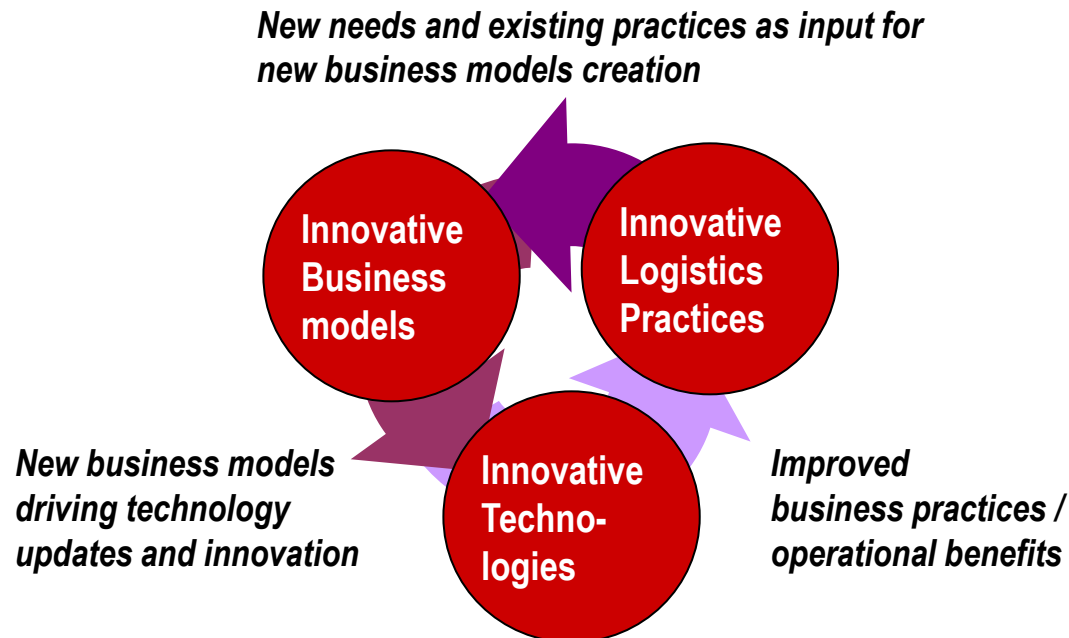 New needs and existing practices as input for
new business models creation
Innovative
Business
models
Innovative
Logistics
Practices
New business models
driving technology
updates and innovation
Innovative
Techno-
logies
Improved
business practices /
operational benefits